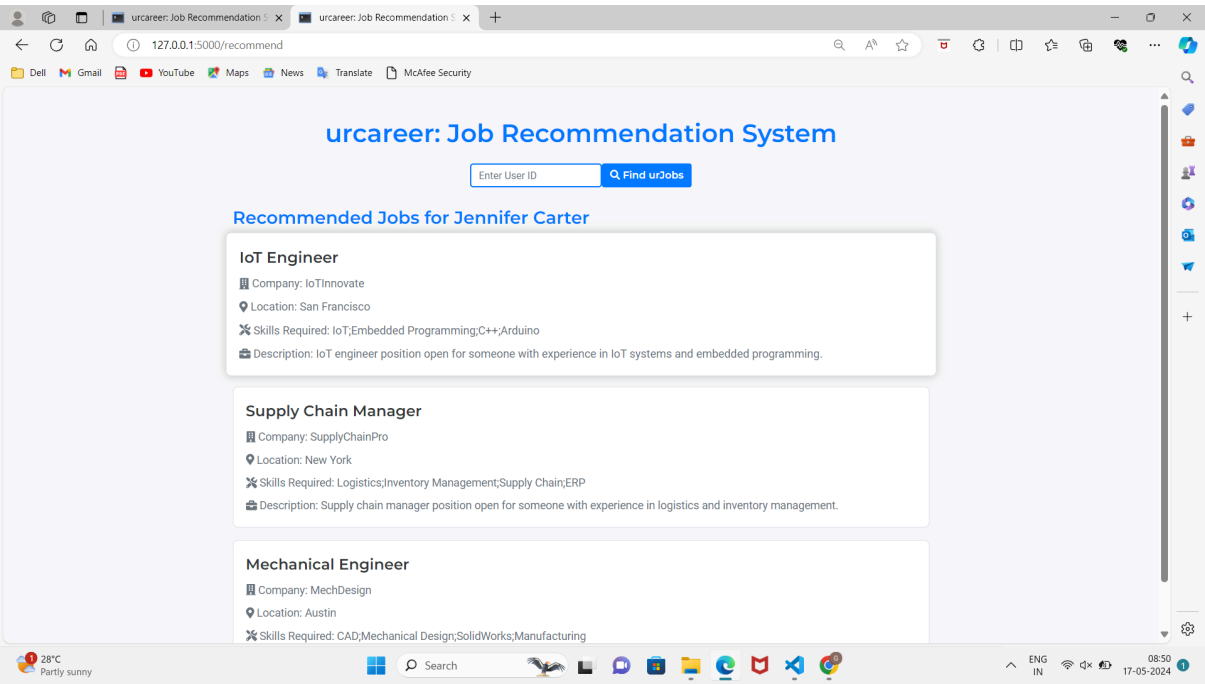 urcareer: Job Recommendation S
urcareer: Job Recommendation S
127.0.0.1:5000/recommend
Dell
Gmail
YouTube
Maps
News
Translate
McAfee Security
urcareer: Job Recommendation System
Enter User ID
Find urJobs
Recommended Jobs for Jennifer Carter
IoT Engineer
Company: IoTInnovate
Location: San Francisco
Skills Required: IoT;Embedded Programming;C++;Arduino
Description: IoT engineer position open for someone with experience in IoT systems and embedded programming.
Supply Chain Manager
Company: SupplyChainPro
Location: New York
Skills Required: Logistics;Inventory Management;Supply Chain;ERP
Description: Supply chain manager position open for someone with experience in logistics and inventory management.
Mechanical Engineer
Company: MechDesign
Location: Austin
Skills Required: CAD;Mechanical Design;SolidWorks;Manufacturing
1
28°C
Partly sunny
Search
ENG
IN
08:50
17-05-2024
1